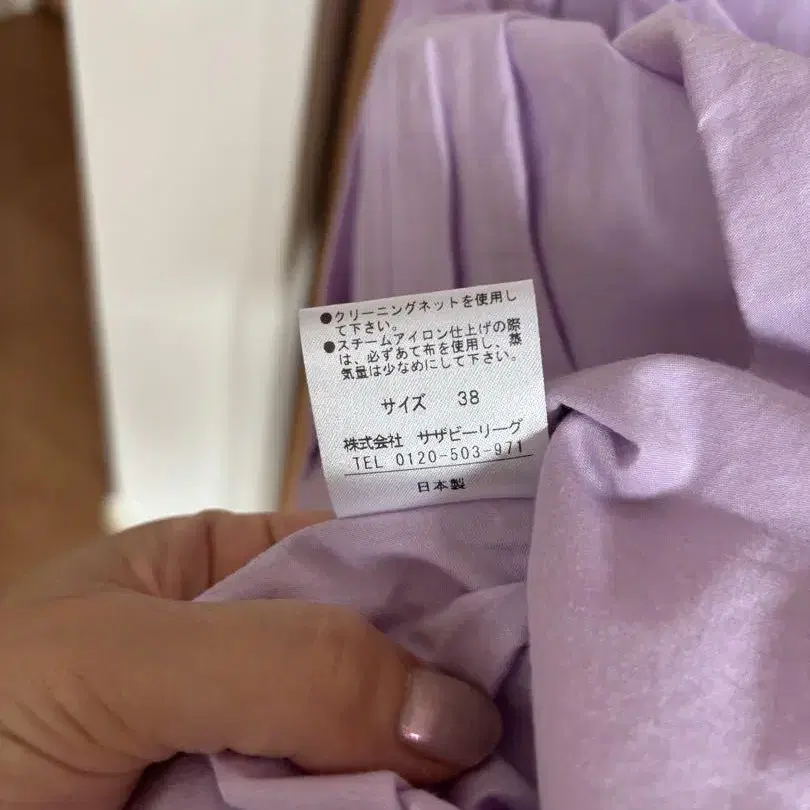 ●クリーニングネットを使用し
て下さい。
●スチームアイロン仕上げの際
は、必ずあて布を使用し、蒸
気量は少なめにして下さい。
サイズ 38
株式会社 サザビーリーグ
TEL 0120-503-971
日本製